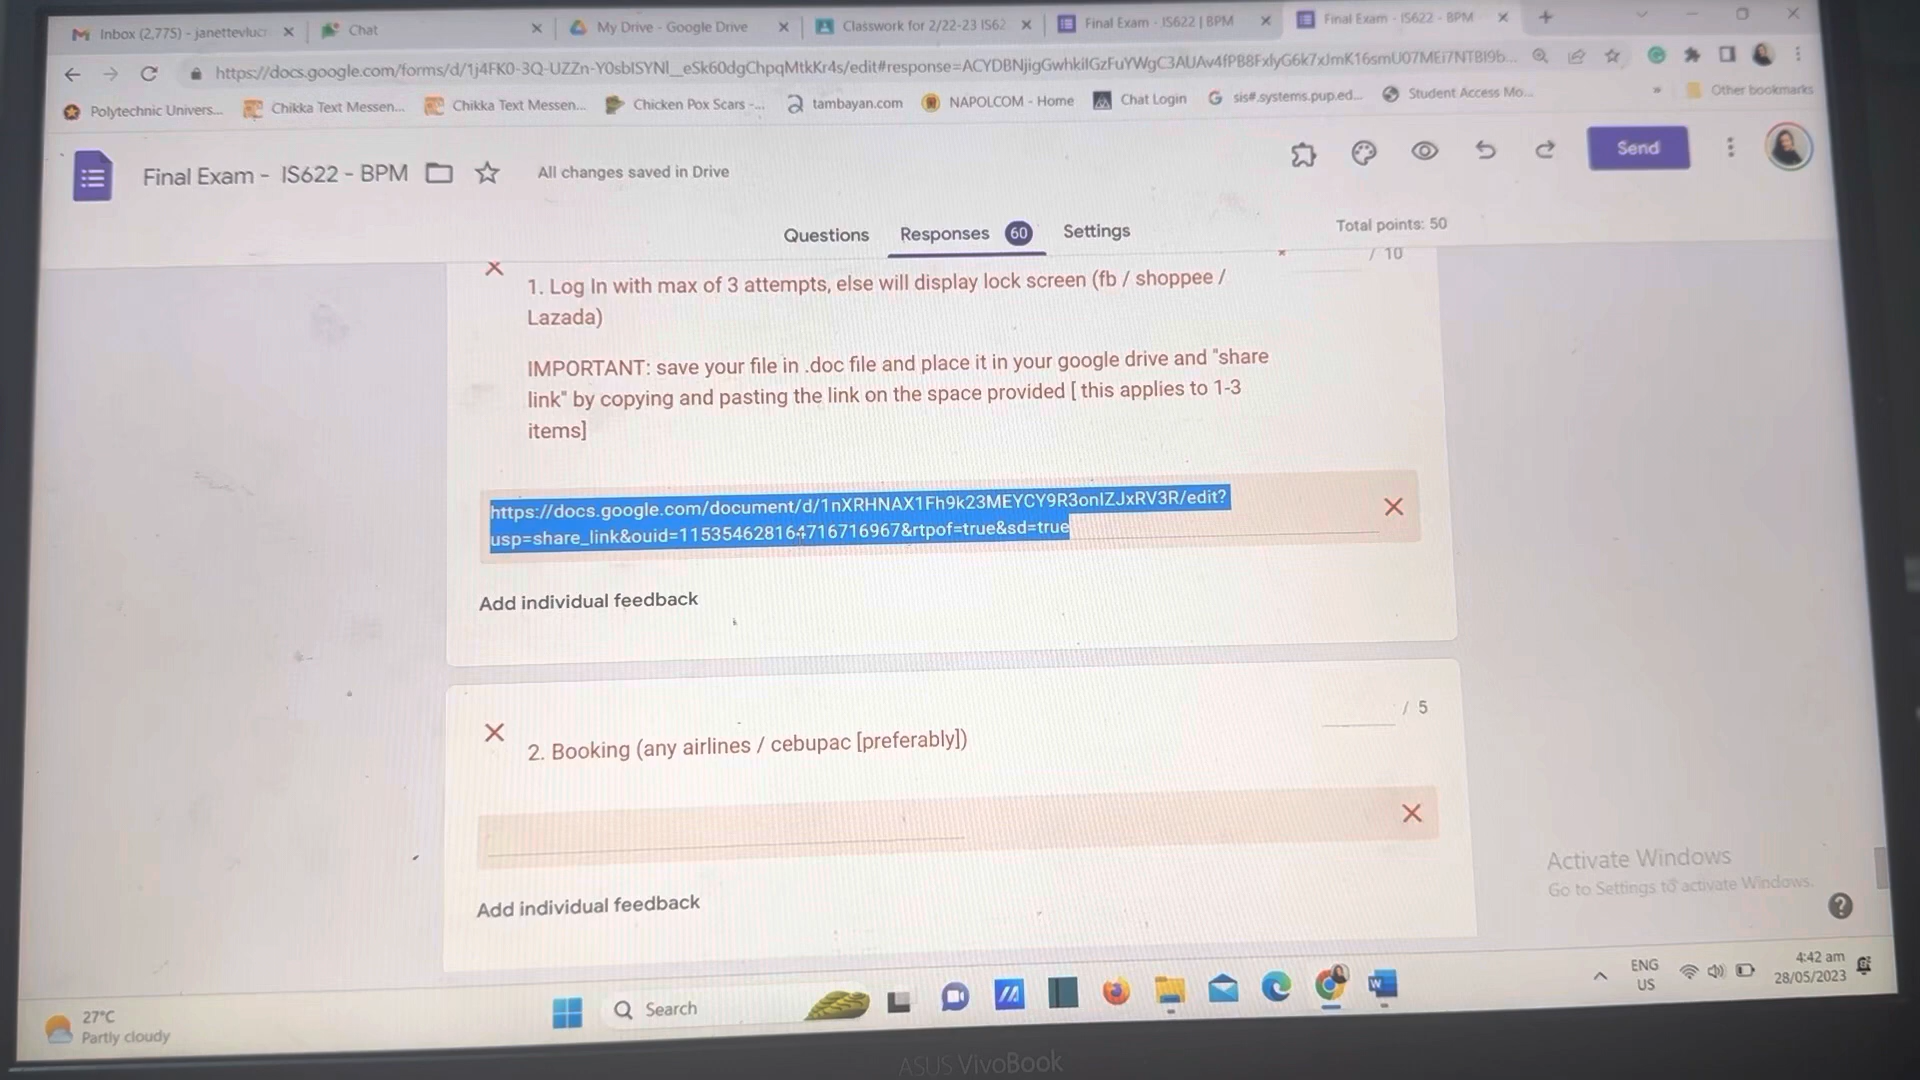 Inbox (2,775) - janettevlucr
Chat
My Drive - Google Drive
Classwork for 2/22-23 IS62
Final Exam - IS622 | BPM
Final Exam - IS622 - BPM
Polytechnic Univers...
Chikka Text Messen...
Chikka Text Messen...
Chicken Pox Scars -...
tambayan.com
NAPOLCOM - Home
Chat Login
sis#.systems.pup.ed...
Student Access Mo...
»
Other bookmarks
Final Exam - IS622 - BPM
All changes saved in Drive
Send
Questions
Responses 60
Settings
Total points: 50
/ 10
1. Log In with max of 3 attempts, else will display lock screen (fb / shoppee /
Lazada)
IMPORTANT: save your file in .doc file and place it in your google drive and "share
link" by copying and pasting the link on the space provided [ this applies to 1-3
items]
https://docs.google.com/document/d/1nXRHNAX1Fh9k23MEYCY9R3onIZJxRV3R/edit?
usp=share_link&ouid=115354628164716716967&rtpof=true&sd=true
Add individual feedback
/ 5
2. Booking (any airlines / cebupac [preferably])
Add individual feedback
Activate Windows
Go to Settings to activate Windows.
27°C
Partly cloudy
Search
ENG
US
4:42 am
28/05/2023
ASUS VivoBook